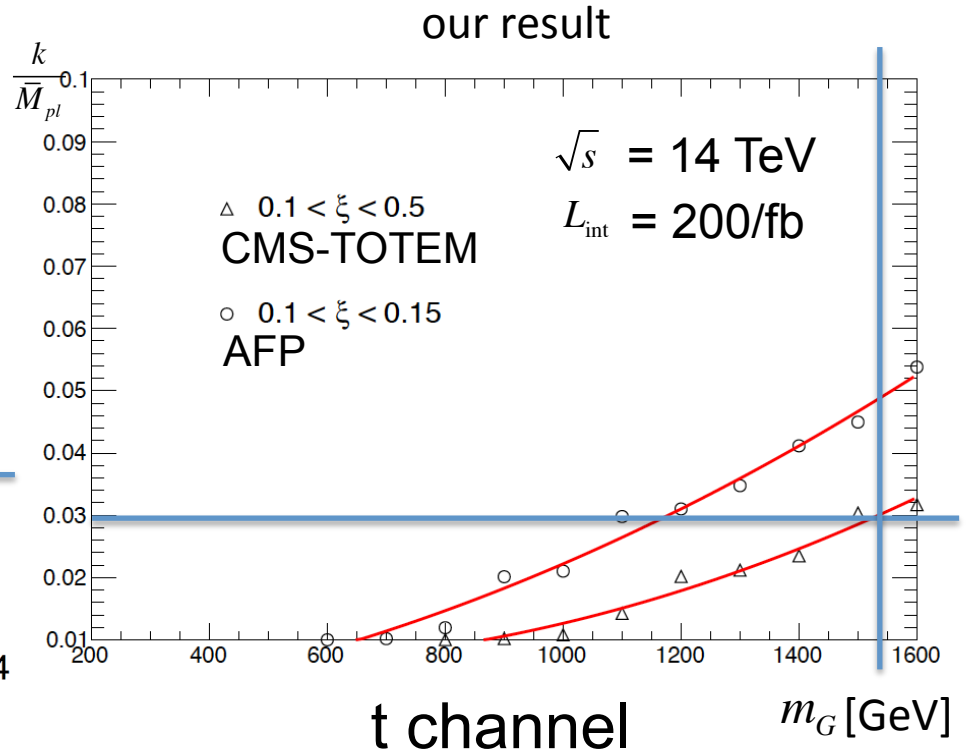 our result
k
M̄pl
0.1
0.09
0.08
0.07
0.06
0.05
0.04
0.03
0.02
0.01
√s = 14 TeV
Lint = 200/fb
△ 0.1 < ξ < 0.5
CMS-TOTEM
○ 0.1 < ξ < 0.15
AFP
200 400 600 800 1000 1200 1400 1600
4
t channel
mG [GeV]